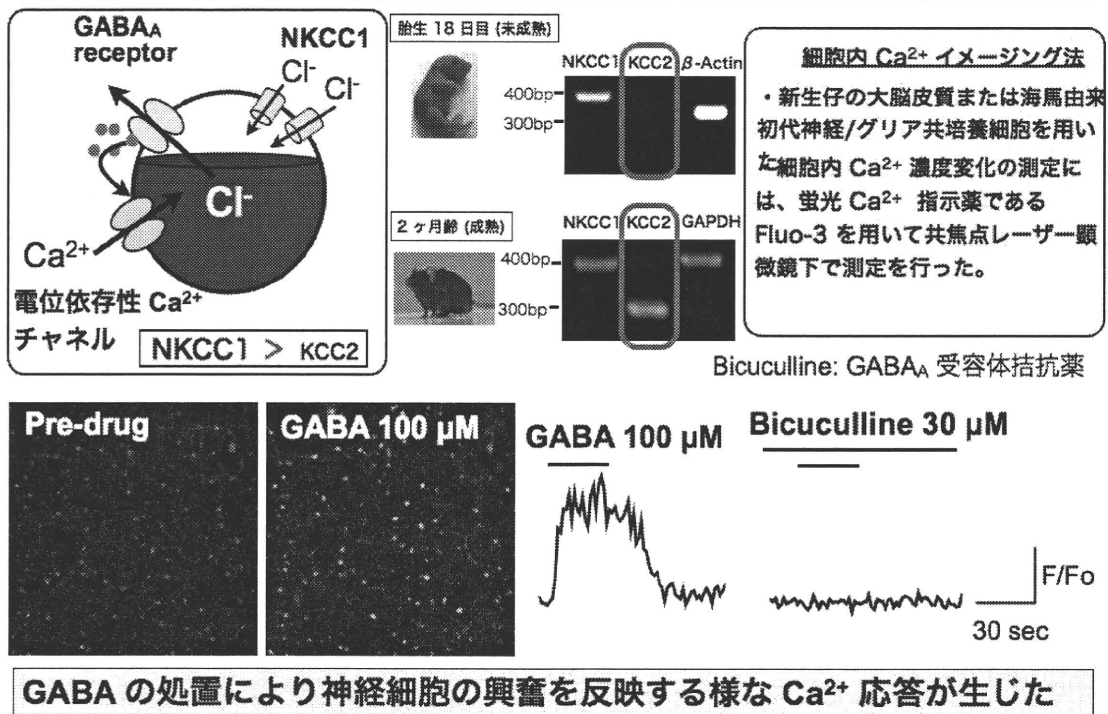 GABAA
receptor
NKCC1
Cl-
Cl-
Cl-
Ca2+
電位依存性 Ca2+
チャネル
NKCC1 > KCC2
胎生 18 日目 (未成熟)
NKCC1 KCC2 β-Actin
400bp
300bp
2 ヶ月齢 (成熟)
NKCC1 KCC2 GAPDH
400bp
300bp
細胞内 Ca2+ イメージング法
・新生仔の大脳皮質または海馬由来
初代神経/グリア共培養細胞を用い
た
細胞内 Ca2+ 濃度変化の測定に
は、蛍光 Ca2+ 指示薬である
Fluo-3 を用いて共焦点レーザー顕
微鏡下で測定を行った。
Bicuculline: GABAA 受容体拮抗薬
Pre-drug
GABA 100 μM
GABA 100 μM
Bicuculline 30 μM
F/Fo
30 sec
GABA の処置により神経細胞の興奮を反映する様な Ca2+ 応答が生じた